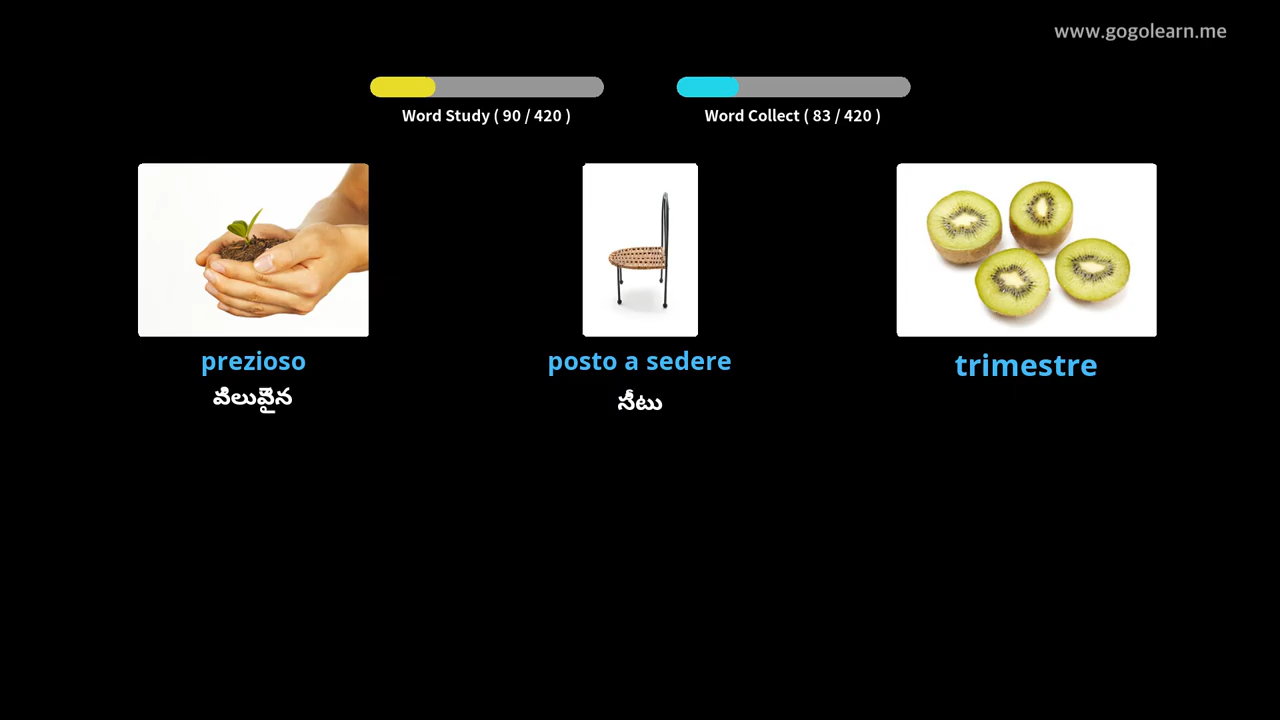 www.gogolearn.me
Word Study ( 90 / 420 )
Word Collect ( 83 / 420 )
prezioso
విలువైన
posto a sedere
సీటు
trimestre